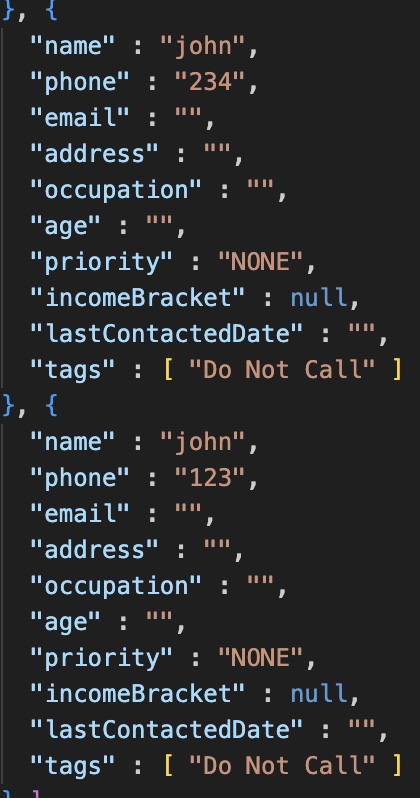 }, {
"name" : "john",
"phone" : "234",
"email" : "",
"address" : "",
"occupation" : "",
"age" : "",
"priority" : "NONE",
"incomeBracket" : null,
"lastContactedDate" : "",
"tags" : [ "Do Not Call" ]
}, {
"name" : "john",
"phone" : "123",
"email" : "",
"address" : "",
"occupation" : "",
"age" : "",
"priority" : "NONE",
"incomeBracket" : null,
"lastContactedDate" : "",
"tags" : [ "Do Not Call" ]
} ]